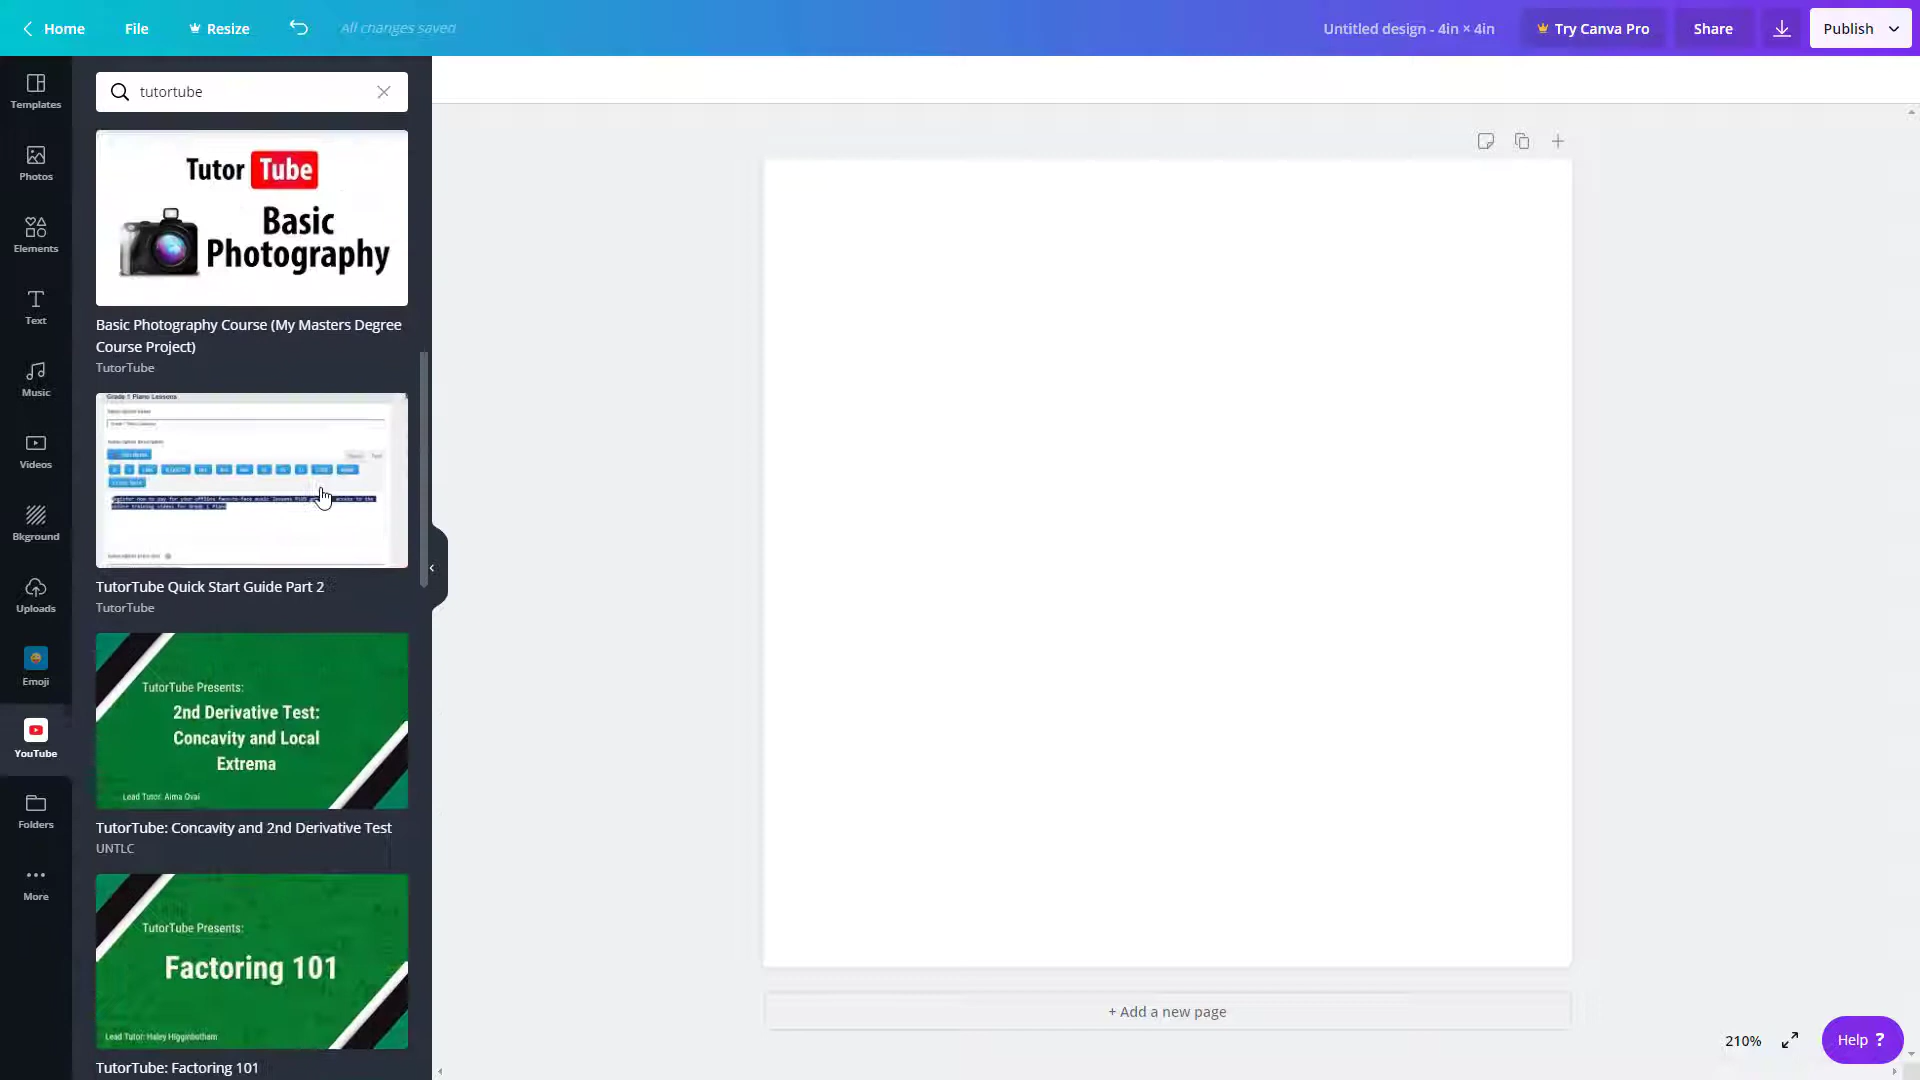 Home
File
Resize
All changes saved
Untitled design - 4in × 4in
Try Canva Pro
Share
Publish
Templates
Photos
Elements
Text
Music
Videos
Bkground
Uploads
Emoji
YouTube
Folders
More
tutortube
Tutor Tube
Basic
Photography
Basic Photography Course (My Masters Degree
Course Project)
TutorTube
Grade 1 Piano Lessons
TutorTube Quick Start Guide Part 2
TutorTube
TutorTube Presents:
2nd Derivative Test:
Concavity and Local
Extrema
Lead Tutor: Aima Ovai
TutorTube: Concavity and 2nd Derivative Test
UNTLC
TutorTube Presents:
Factoring 101
Lead Tutor: Haley Higginbotham
TutorTube: Factoring 101
+ Add a new page
210%
Help ?